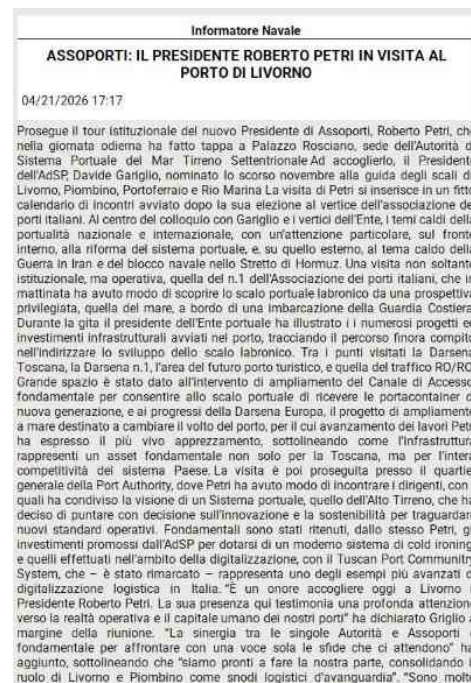 Informatore Navale
ASSOPORTI: IL PRESIDENTE ROBERTO PETRI IN VISITA AL
PORTO DI LIVORNO
04/21/2026 17:17
Prosegue il tour istituzionale del nuovo Presidente di Assoporti, Roberto Petri, che
nella giornata odierna ha fatto tappa a Palazzo Rosciano, sede dell'Autorità d
Sistema Portuale del Mar Tirreno Settentrionale Ad accoglierlo, il Presidente
dell'AdSP, Davide Gariglio, nominato lo scorso novembre alla guida degli scali d
Livorno, Piombino, Portoferraio e Rio Marina La visita di Petri si inserisce in un fitto
calendario di incontri avviato dopo la sua elezione al vertice dell'associazione de
porti italiani. Al centro del colloquio con Gariglio e i vertici dell'Ente, i temi caldi della
portualità nazionale e internazionale, con un'attenzione particolare, sul fronte
interno, alla riforma del sistema portuale, e, su quello esterno, al tema caldo della
Guerra in Iran e del blocco navale nello Stretto di Hormuz. Una visita non soltanto
istituzionale, ma operativa, quella del n.1 dell'Associazione dei porti italiani, che in
mattinata ha avuto modo di scoprire lo scalo portuale labronico da una prospettiva
privilegiata, quella del mare, a bordo di una imbarcazione della Guardia Costiera
Durante la gita il presidente dell'Ente portuale ha illustrato i i numerosi progetti ed
investimenti infrastrutturali avviati nel porto, tracciando il percorso finora compito
nell'indirizzare lo sviluppo dello scalo labronico. Tra i punti visitati la Darsena
Toscana, la Darsena n.1, l'area del futuro porto turistico, e quella del traffico RO/RO
Grande spazio è stato dato all'intervento di ampliamento del Canale di Accesso
fondamentale per consentire allo scalo portuale di ricevere le portacontainer d
nuova generazione, e ai progressi della Darsena Europa, il progetto di ampliamento
a mare destinato a cambiare il volto del porto, per il cui avanzamento dei lavori Petri
ha espresso il più vivo apprezzamento, sottolineando come l'infrastruttura
rappresenti un asset fondamentale non solo per la Toscana, ma per l'intera
competitività del sistema Paese. La visita è poi proseguita presso il quartier
generale della Port Authority, dove Petri ha avuto modo di incontrare i dirigenti, con
quali ha condiviso la visione di un Sistema portuale, quello dell'Alto Tirreno, che ha
deciso di puntare con decisione sull'innovazione e la sostenibilità per traguardare
nuovi standard operativi. Fondamentali sono stati ritenuti, dallo stesso Petri, gl
investimenti promossi dall'AdSP per dotarsi di un moderno sistema di cold ironing
e quelli effettuati nell'ambito della digitalizzazione, con il Tuscan Port Communitry
System, che – è stato rimarcato – rappresenta uno degli esempi più avanzati d
digitalizzazione logistica in Italia. "È un onore accogliere oggi a Livorno i
Presidente Roberto Petri. La sua presenza qui testimonia una profonda attenzione
verso la realtà operativa e il capitale umano dei nostri porti" ha dichiarato Griglio a
margine della riunione. "La sinergia tra le singole Autorità e Assoporti è
fondamentale per affrontare con una voce sola le sfide che ci attendono" ha
aggiunto, sottolineando che "siamo pronti a fare la nostra parte, consolidando i
ruolo di Livorno e Piombino come snodi logistici d'avanguardia". "Sono molto